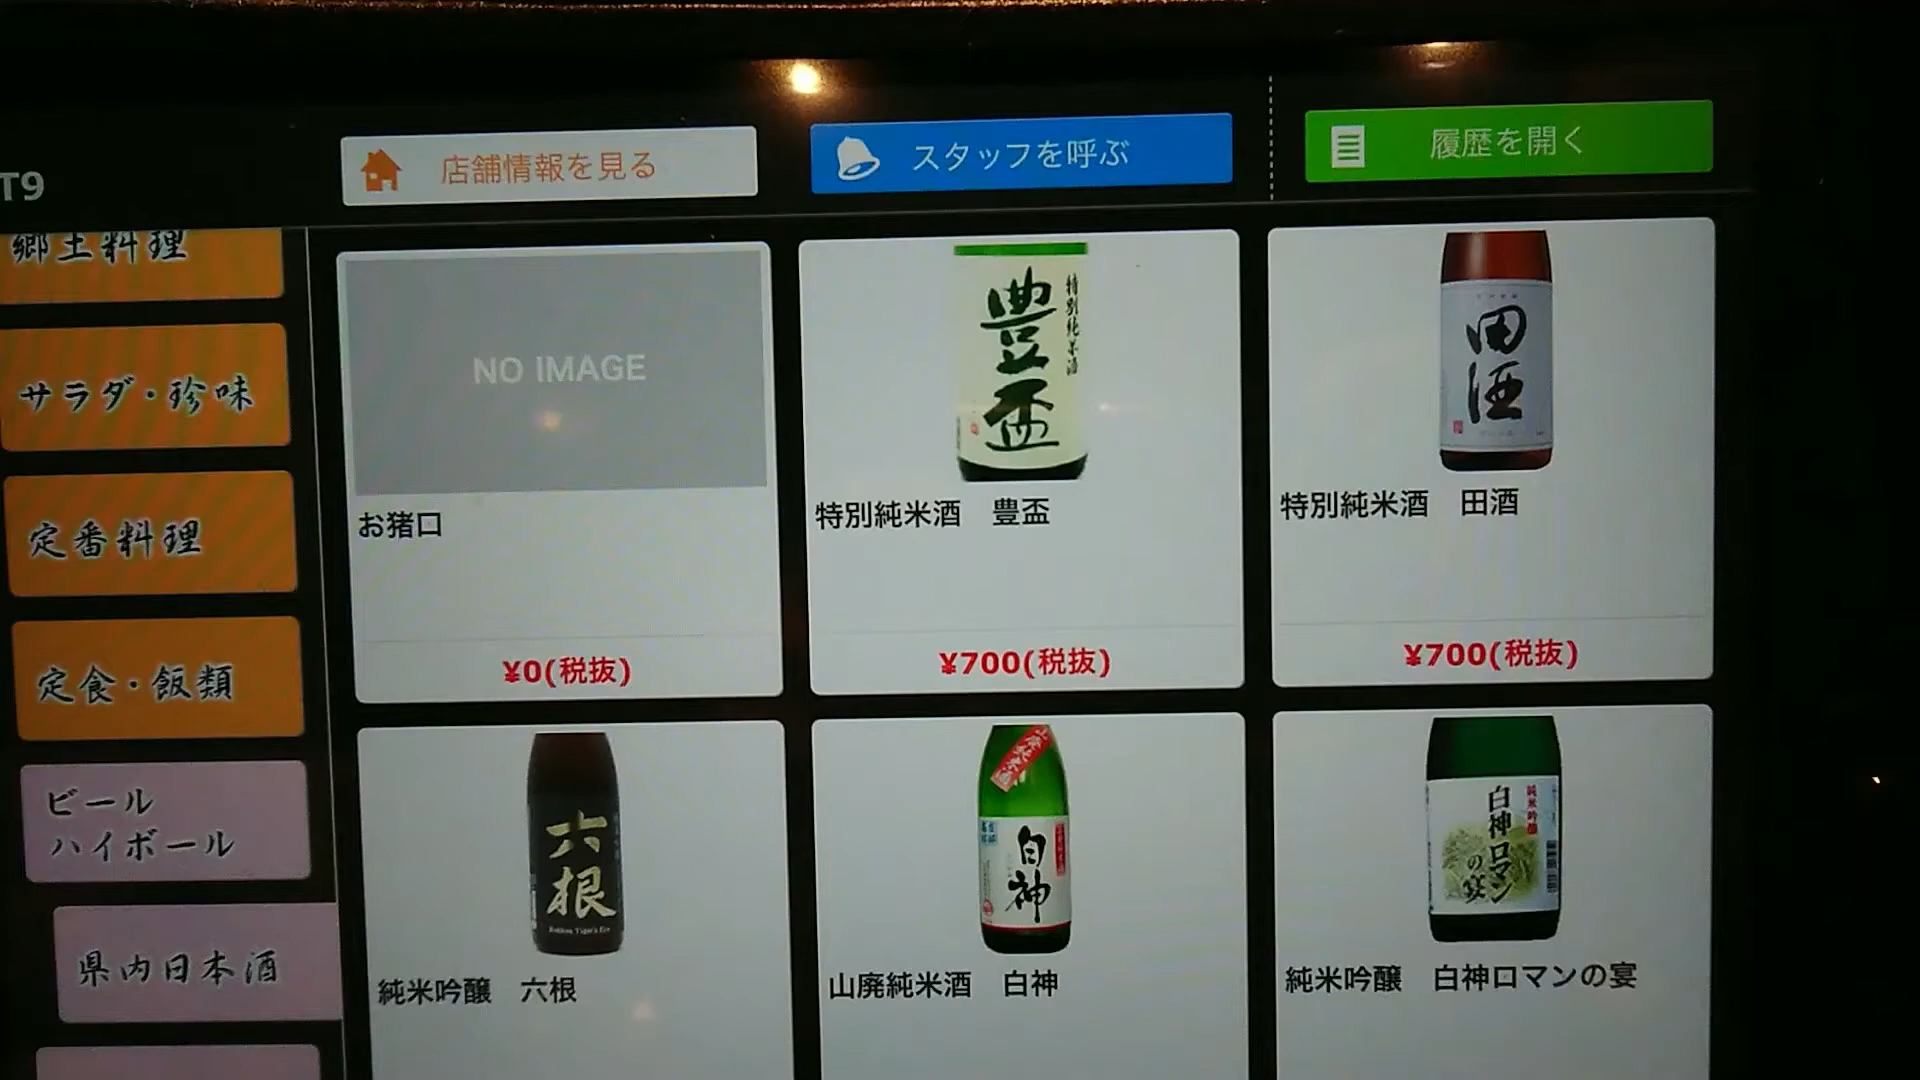 T9
店舗情報を見る
スタッフを呼ぶ
履歴を開く
郷土料理
サラダ・珍味
定番料理
定食・飯類
ビール
ハイボール
県内日本酒
NO IMAGE
お猪口
¥0(税抜)
特別純米酒
豊盃
特別純米酒　豊盃
¥700(税抜)
田酒
特別純米酒　田酒
¥700(税抜)
六根
純米吟醸　六根
山廃純米酒
白神
山廃純米酒　白神
純米吟醸
白神ロマン
の宴
純米吟醸　白神ロマンの宴